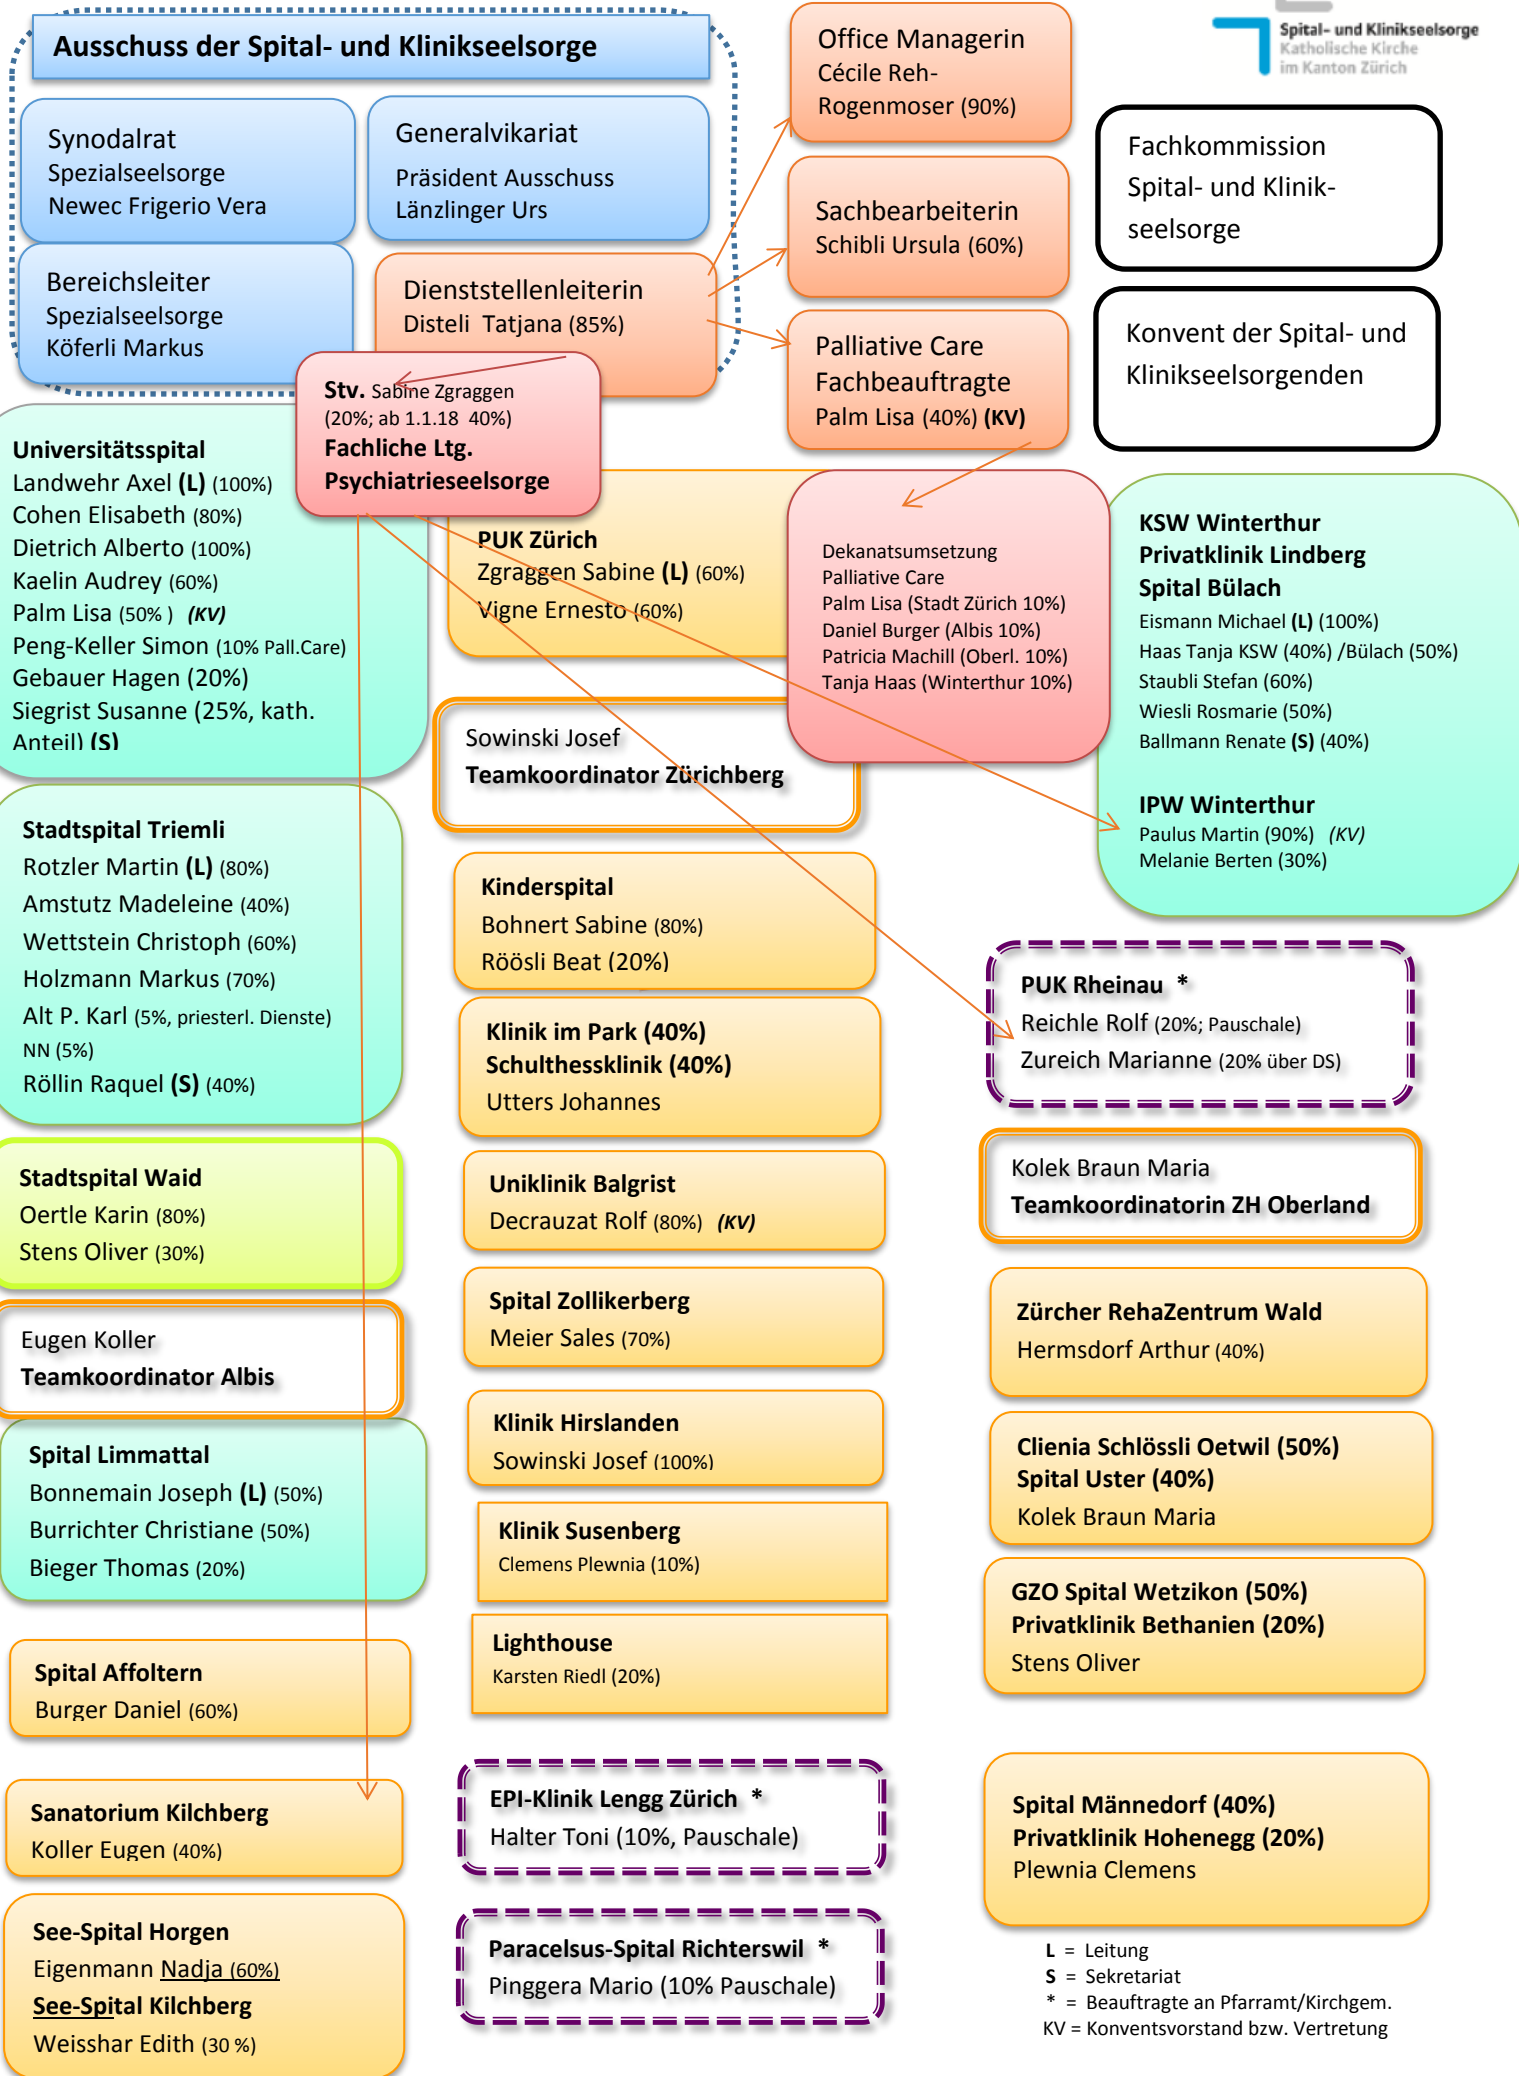 Ausschuss der Spital- und Klinikseelsorge
Synodalrat
Spezialseelsorge
Newec Frigerio Vera
Generalvikariat
Präsident Ausschuss
Länzlinger Urs
Bereichsleiter
Spezialseelsorge
Köferli Markus
Dienststellenleiterin
Disteli  Tatjana (85%)
Office Managerin
Cécile Reh-
Rogenmoser (90%)
Sachbearbeiterin
Schibli Ursula (60%)
Palliative Care
Fachbeauftragte
Palm Lisa (40%) (KV)
Spital- und Klinikseelsorge
Katholische Kirche
im Kanton Zürich
Fachkommission
Spital- und Klinik-
seelsorge
Konvent der Spital- und
Klinikseelsorgenden
Stv. Sabine Zgraggen
(20%; ab 1.1.18  40%)
Fachliche Ltg.
Psychiatrieseelsorge
Universitätsspital
Landwehr Axel (L) (100%)
Cohen Elisabeth (80%)
Dietrich Alberto (100%)
Kaelin Audrey (60%)
Palm Lisa (50% )  (KV)
Peng-Keller Simon (10% Pall.Care)
Gebauer Hagen (20%)
Siegrist Susanne (25%, kath.
Anteil) (S)
Stadtspital Triemli
Rotzler Martin (L) (80%)
Amstutz Madeleine (40%)
Wettstein Christoph (60%)
Holzmann Markus (70%)
Alt P. Karl (5%, priesterl. Dienste)
NN (5%)
Röllin Raquel (S) (40%)
Stadtspital Waid
Oertle Karin (80%)
Stens Oliver (30%)
Eugen Koller
Teamkoordinator Albis
Spital Limmattal
Bonnemain Joseph (L) (50%)
Burrichter Christiane (50%)
Bieger Thomas (20%)
Spital Affoltern
Burger Daniel (60%)
Sanatorium Kilchberg
Koller Eugen (40%)
See-Spital Horgen
Eigenmann Nadja (60%)
See-Spital Kilchberg
Weisshar Edith (30 %)
PUK Zürich
Zgraggen Sabine (L) (60%)
Vigne Ernesto (60%)
Sowinski Josef
Teamkoordinator Zürichberg
Kinderspital
Bohnert Sabine (80%)
Röösli Beat (20%)
Klinik im Park (40%)
Schulthessklinik (40%)
Utters Johannes
Uniklinik Balgrist
Decrauzat Rolf (80%)  (KV)
Spital Zollikerberg
Meier Sales (70%)
Klinik Hirslanden
Sowinski Josef (100%)
Klinik Susenberg
Clemens Plewnia (10%)
Lighthouse
Karsten Riedl (20%)
EPI-Klinik Lengg Zürich  *
Halter Toni (10%, Pauschale)
Paracelsus-Spital Richterswil  *
Pinggera Mario (10% Pauschale)
Dekanatsumsetzung
Palliative Care
Palm Lisa (Stadt Zürich 10%)
Daniel Burger (Albis 10%)
Patricia Machill (Oberl. 10%)
Tanja Haas (Winterthur 10%)
KSW Winterthur
Privatklinik Lindberg
Spital Bülach
Eismann Michael (L) (100%)
Haas Tanja KSW (40%) /Bülach (50%)
Staubli Stefan (60%)
Wiesli Rosmarie (50%)
Ballmann Renate (S) (40%)
IPW Winterthur
Paulus Martin (90%)  (KV)
Melanie Berten (30%)
PUK Rheinau  *
Reichle Rolf (20%; Pauschale)
Zureich Marianne (20% über DS)
Kolek Braun Maria
Teamkoordinatorin ZH Oberland
Zürcher RehaZentrum Wald
Hermsdorf Arthur (40%)
Clienia Schlössli Oetwil (50%)
Spital Uster (40%)
Kolek Braun Maria
GZO Spital Wetzikon (50%)
Privatklinik Bethanien (20%)
Stens Oliver
Spital Männedorf (40%)
Privatklinik Hohenegg (20%)
Plewnia Clemens
L  =  Leitung
S  =  Sekretariat
*  =  Beauftragte an Pfarramt/Kirchgem.
KV = Konventsvorstand bzw. Vertretung